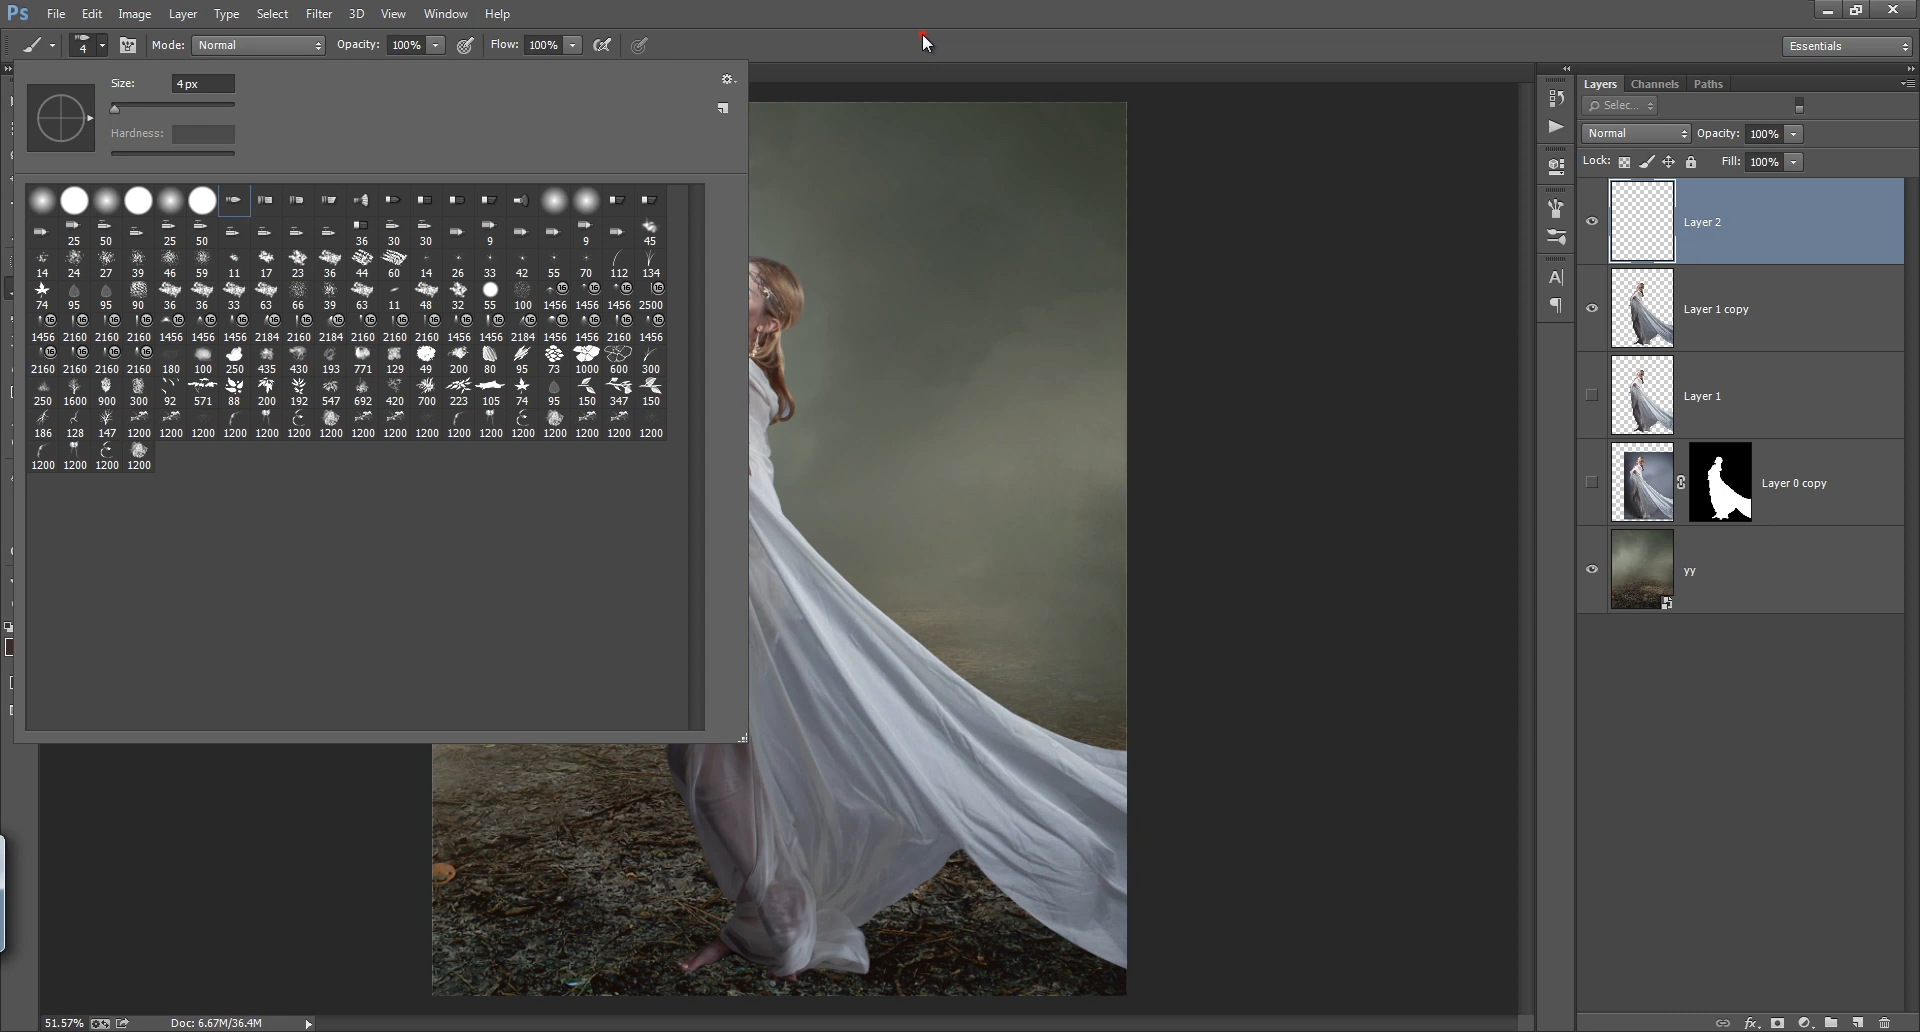 Ps File Edit Image Layer Type Select Filter 3D View Window Help
4 Mode: Normal Opacity: 100% Flow: 100% Essentials
Size: 4 px
Hardness:
25 50 25 50 36 30 30 9 9 45
14 24 27 39 46 59 11 17 23 36 44 60 14 26 33 42 55 70 112 134
74 95 95 90 36 36 33 63 66 39 63 11 48 32 55 100 1456 1456 1456 2500
1456 2160 2160 2160 1456 1456 1456 2184 2160 2184 2160 2160 2160 1456 1456 2184 1456 1456 2160 1456
2160 2160 2160 2160 180 100 250 435 430 193 771 129 49 200 80 95 73 1000 600 300
250 1600 900 300 92 571 88 200 192 547 692 420 700 223 105 74 95 150 347 150
186 128 147 1200 1200 1200 1200 1200 1200 1200 1200 1200 1200 1200 1200 1200 1200 1200 1200 1200
1200 1200 1200 1200
Layers Channels Paths
Selec...
Normal Opacity: 100%
Lock: Fill: 100%
Layer 2
Layer 1 copy
Layer 1
Layer 0 copy
yy
51.57% Doc: 6.67M/36.4M